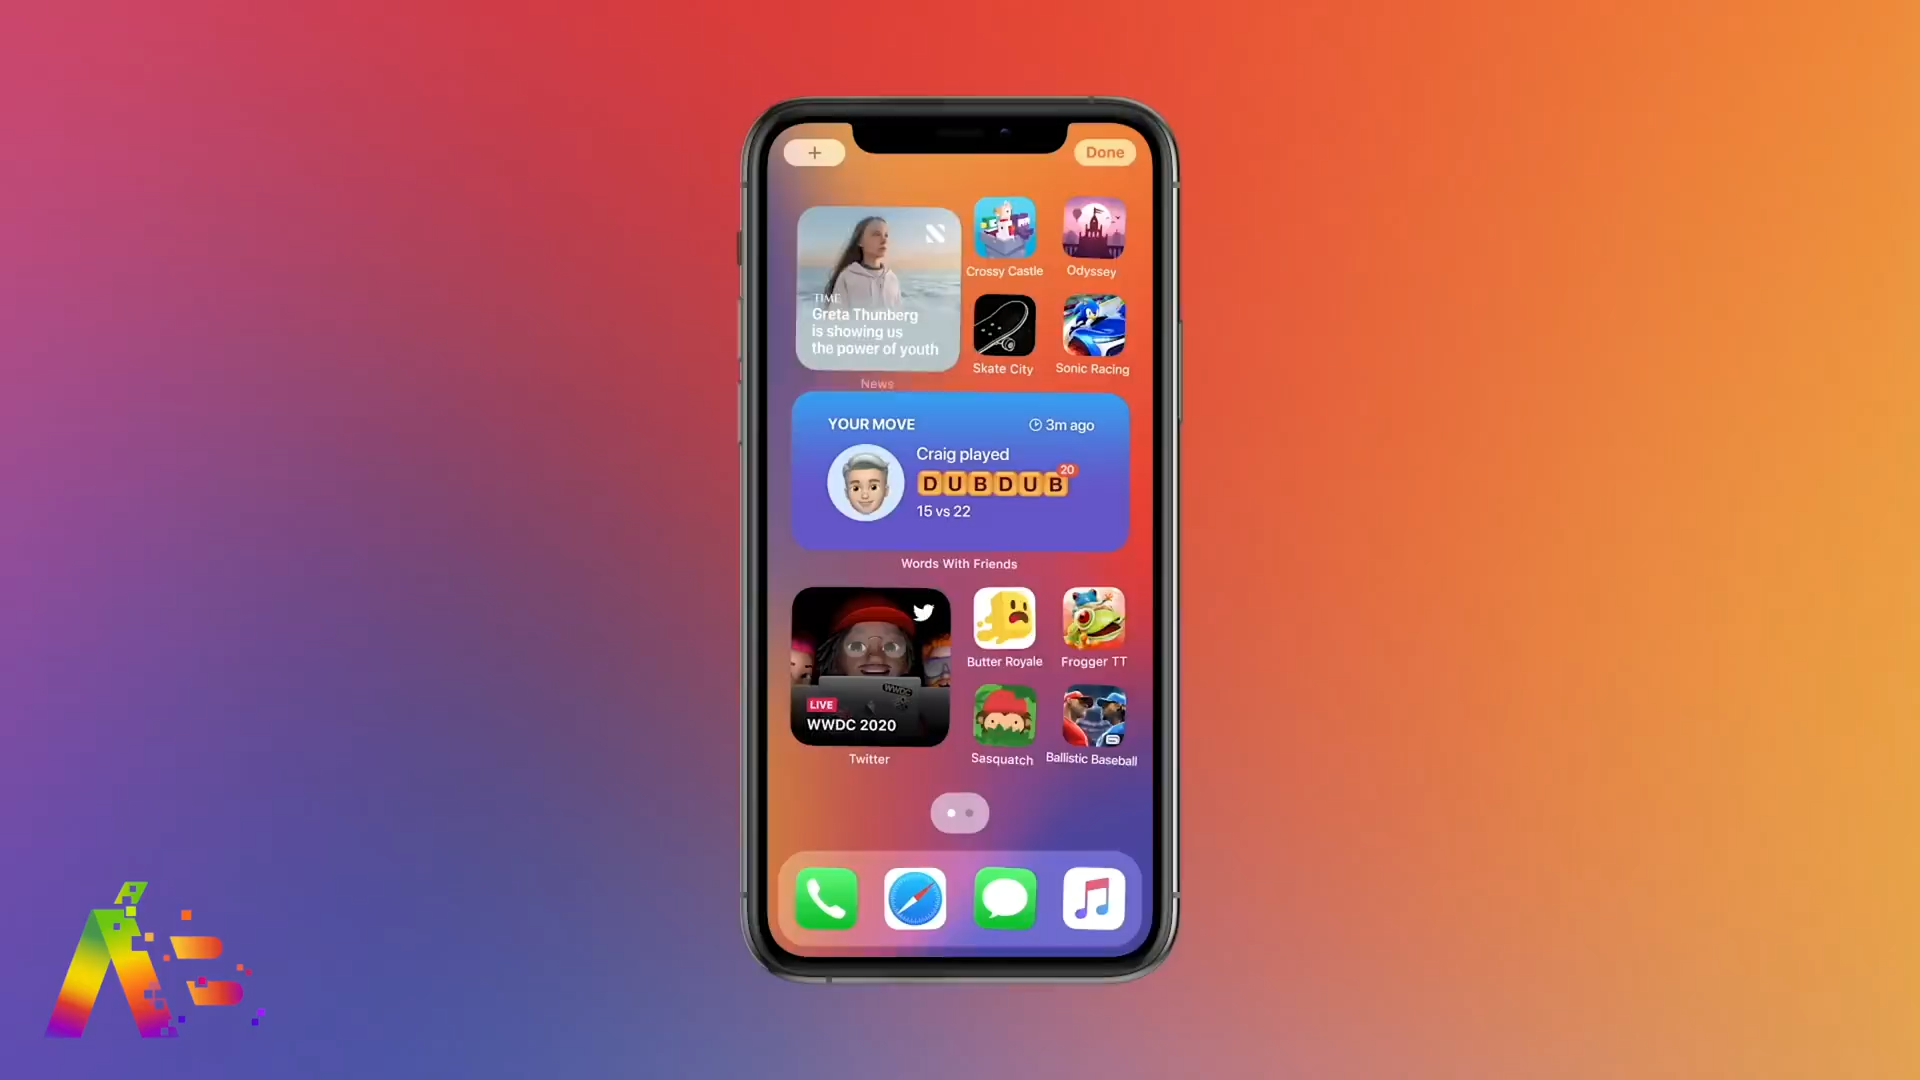 +
Done
TIME
Greta Thunberg
is showing us
the power of youth
News
Crossy Castle
Odyssey
Skate City
Sonic Racing
YOUR MOVE
3m ago
Craig played
DUBDUB
20
15 vs 22
Words With Friends
WWDC
LIVE
WWDC 2020
Twitter
Butter Royale
Frogger TT
Sasquatch
Ballistic Baseball